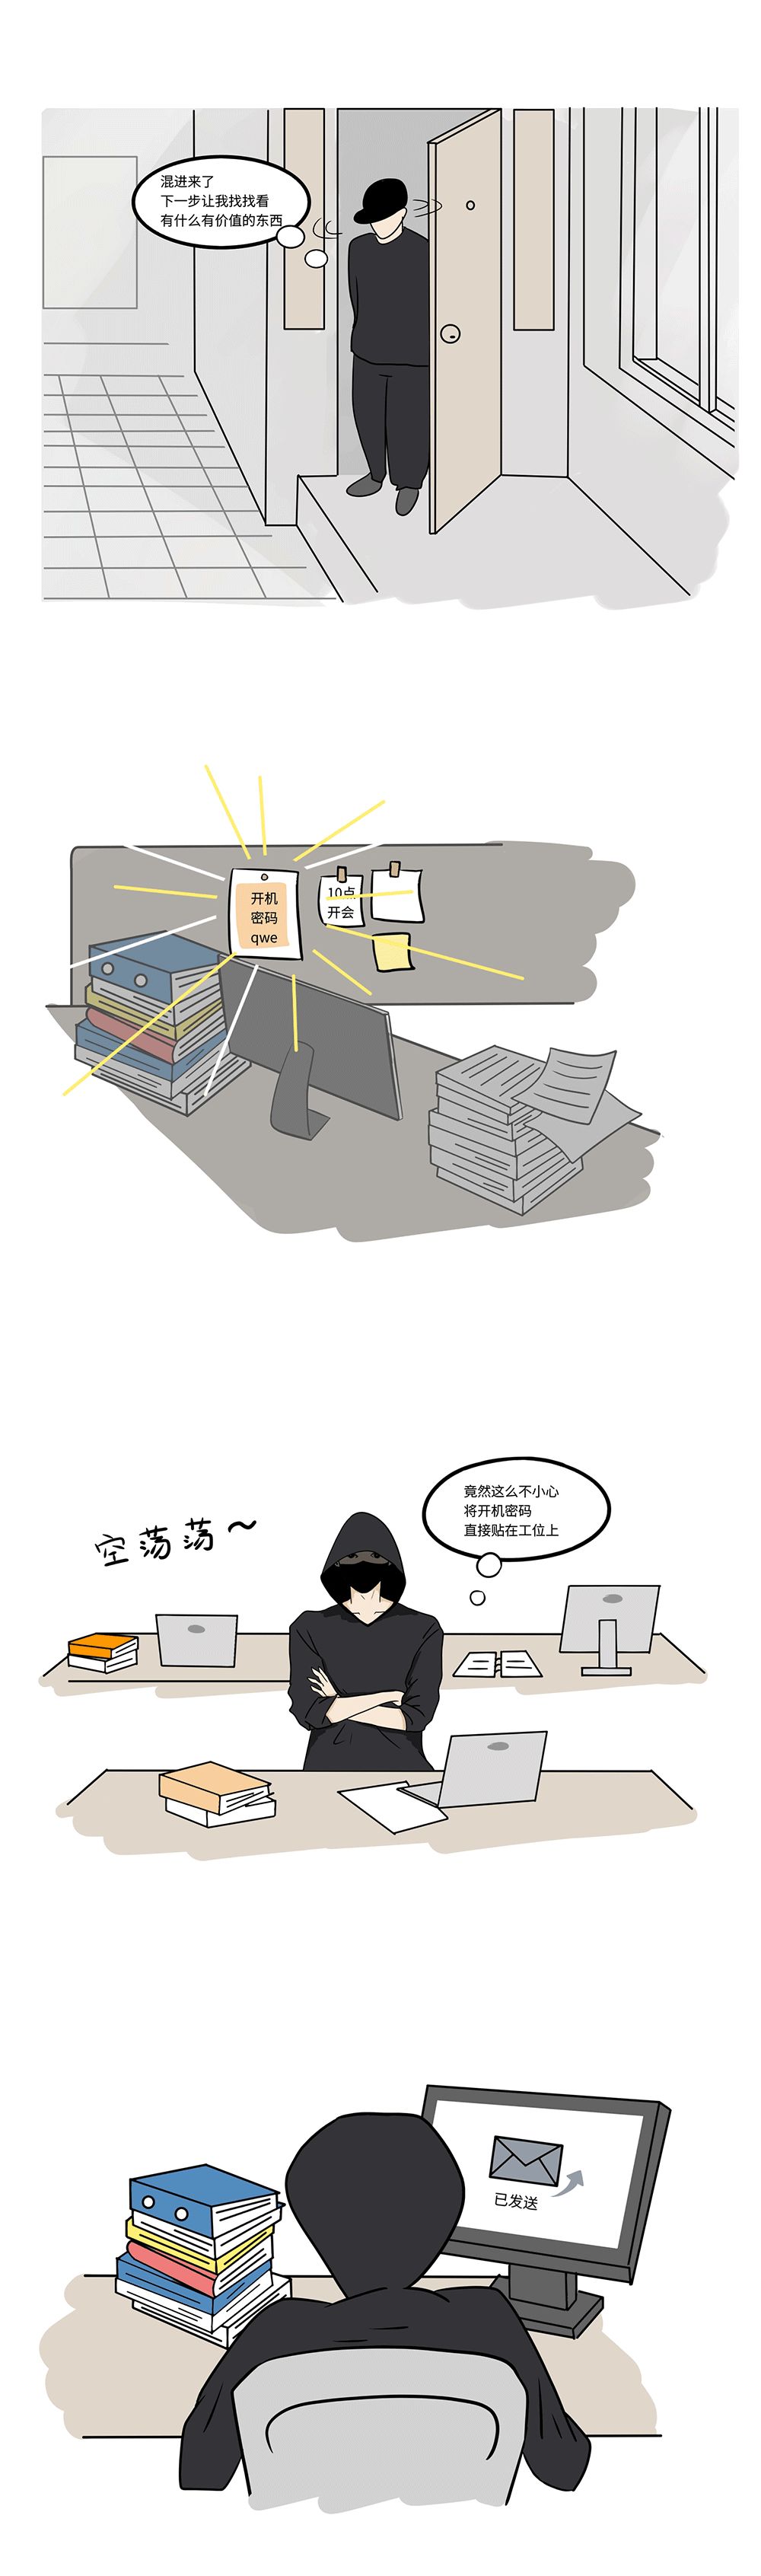 混进来了
下一步让我找找看
有什么有价值的东西
开机
密码
qwe
10点
开会
空荡荡～
竟然这么不小心
将开机密码
直接贴在工位上
已发送